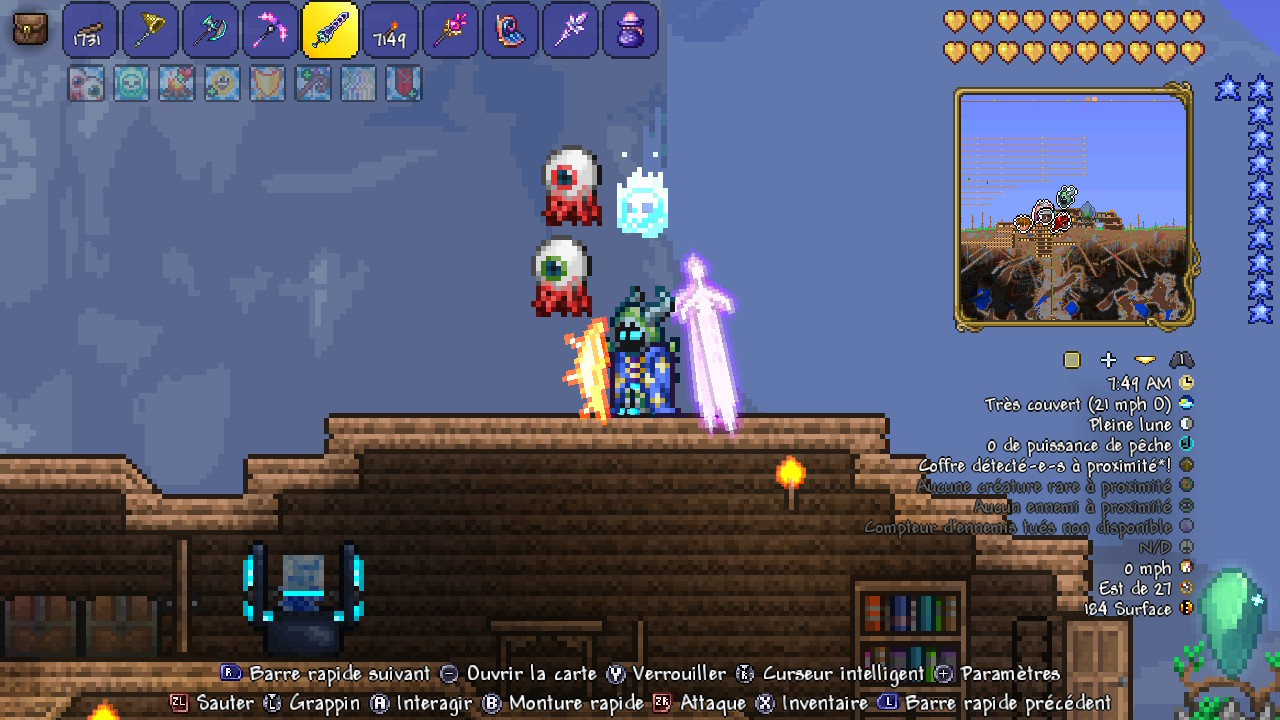 1731
7149
7:49 AM
Très couvert (21 mph O)
Pleine lune
0 de puissance de pêche
Coffre détecté-e-s à proximité*!
Aucune créature rare à proximité
Aucun ennemi à proximité
Compteur d'ennemis tués non disponible
N/D
0 mph
Est de 27
184 Surface
R Barre rapide suivant Ouvrir la carte Y Verrouiller R Curseur intelligent Paramètres
ZL Sauter L Grappin A Interagir B Monture rapide ZR Attaque X Inventaire L Barre rapide précédent